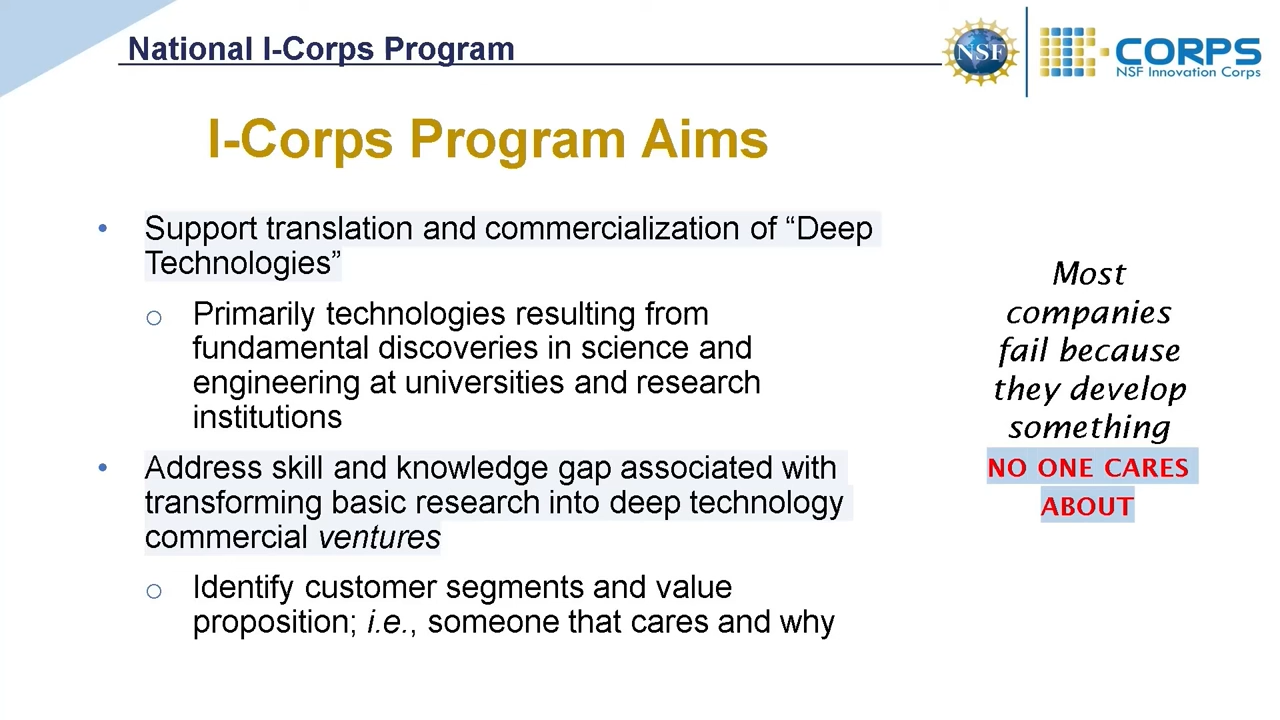 National I-Corps Program
NSF
CORPS
NSF Innovation Corps
I-Corps Program Aims
• Support translation and commercialization of “Deep
Technologies”
o Primarily technologies resulting from
fundamental discoveries in science and
engineering at universities and research
institutions
• Address skill and knowledge gap associated with
transforming basic research into deep technology
commercial ventures
o Identify customer segments and value
proposition; i.e., someone that cares and why
Most
companies
fail because
they develop
something
NO ONE CARES
ABOUT